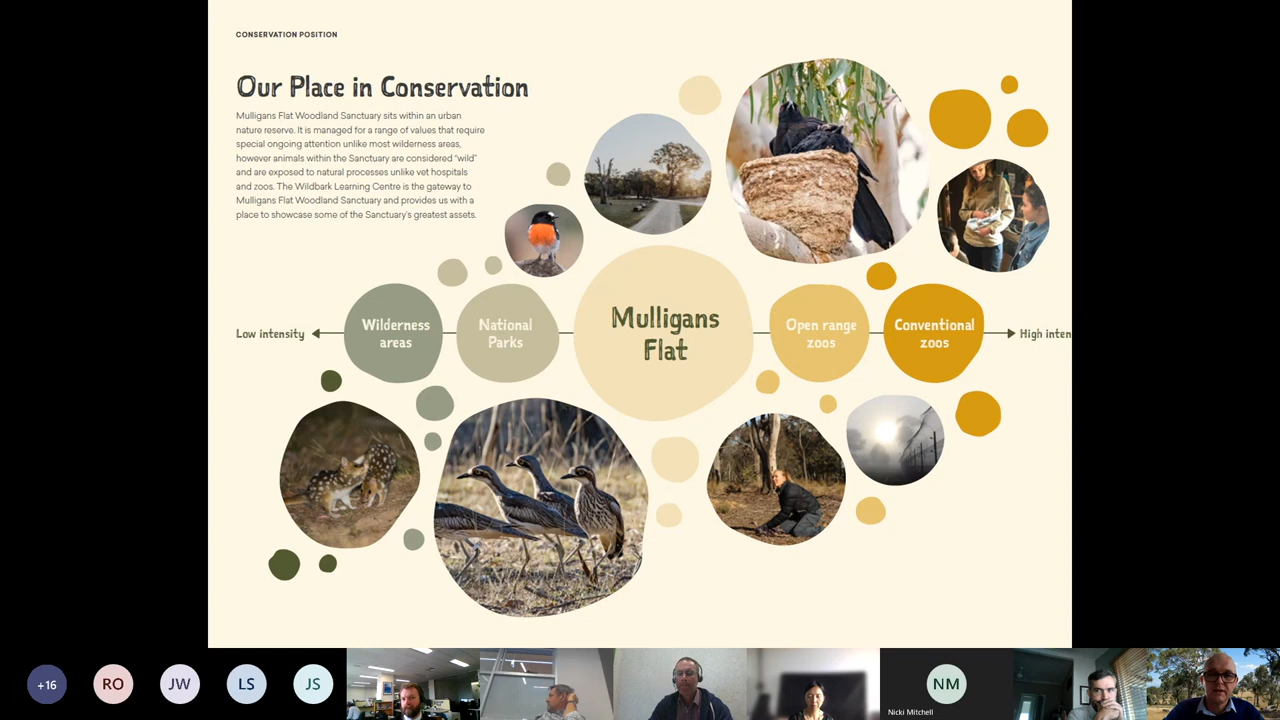 CONSERVATION POSITION
Our Place in Conservation
Mulligans Flat Woodland Sanctuary sits within an urban
nature reserve. It is managed for a range of values that require
special ongoing attention unlike most wilderness areas,
however animals within the Sanctuary are considered “wild”
and are exposed to natural processes unlike vet hospitals
and zoos. The Wildbark Learning Centre is the gateway to
Mulligans Flat Woodland Sanctuary and provides us with a
place to showcase some of the Sanctuary’s greatest assets.
Low intensity
Wilderness
areas
National
Parks
Mulligans
Flat
Open range
zoos
Conventional
zoos
High inten
+16
RO
JW
LS
JS
NM
Nicki Mitchell